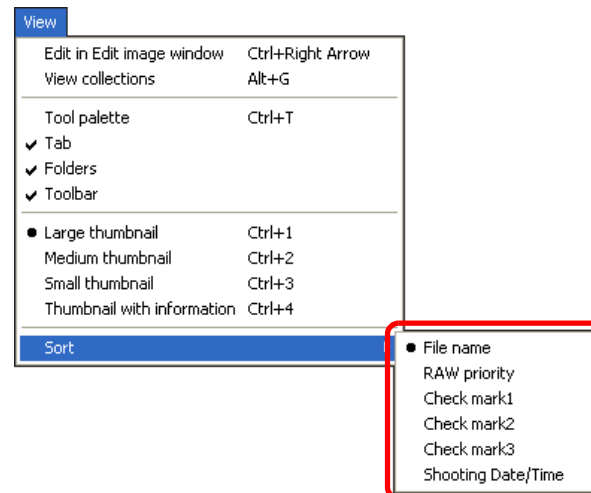 View
Edit in Edit image window Ctrl+Right Arrow
View collections Alt+G
Tool palette Ctrl+T
Tab
Folders
Toolbar
Large thumbnail Ctrl+1
Medium thumbnail Ctrl+2
Small thumbnail Ctrl+3
Thumbnail with information Ctrl+4
Sort
File name
RAW priority
Check mark1
Check mark2
Check mark3
Shooting Date/Time